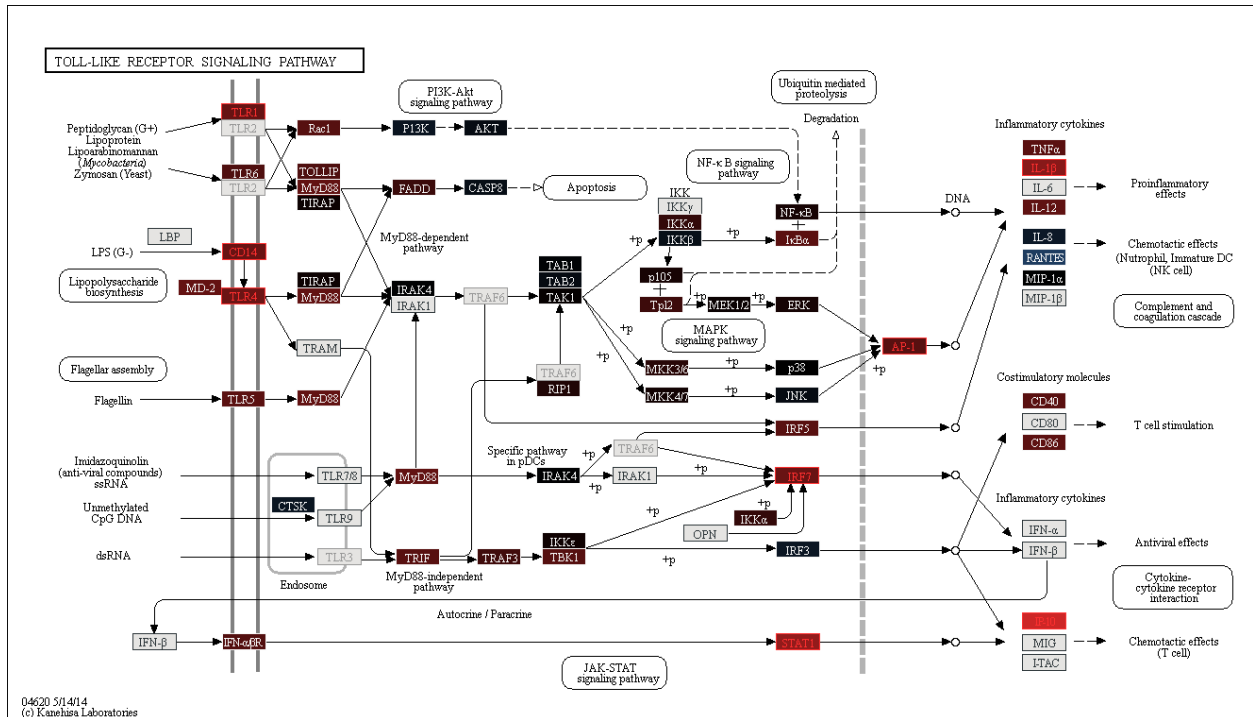 TOLL-LIKE RECEPTOR SIGNALING PATHWAY
PI3K-Akt
signaling pathway
Ubiquitin mediated
proteolysis
Degradation
Peptidoglycan (G+)
Lipoprotein
Lipoarabinomannan
(Mycobacteria)
Zymosan (Yeast)
TLR1
TLR2
TLR6
TLR2
Rac1
P13K
AKT
TOLLIP
MyD88
TIRAP
FADD
CASP8
Apoptosis
NF-κB signaling
pathway
IKK
IKKγ
IKKα
IKKβ
NF-κB
+
IκBα
DNA
Inflammatory cytokines
TNFα
IL-1β
IL-6
IL-12
Proinflammatory
effects
IL-8
RANTES
MIP-1α
MIP-1β
Chemotactic effects
(Nutrophil, Immature DC
(NK cell)
Complement and
coagulation cascade
LBP
LPS (G-)
CD14
Lipopolysaccharide
biosynthesis
MD-2
TLR4
TIRAP
MyD88
MyD88-dependent
pathway
IRAK4
IRAK1
TRAF6
TAB1
TAB2
TAK1
+p
+p
+p
+p
p105
+
Tpl2
+p
MEK1/2
+p
ERK
MAPK
signaling pathway
AP-1
TRAM
Flagellar assembly
TRAF6
RIP1
MKK3/6
+p
p38
MKK4/7
+p
JNK
+p
Flagellin
TLR5
MyD88
IRF5
+p
Costimulatory molecules
CD40
CD80
CD86
T cell stimulation
Imidazoquinolin
(anti-viral compounds)
ssRNA
TLR7/8
MyD88
Specific pathway
in pDCs
IRAK4
+p
+p
TRAF6
IRAK1
+p
IRF7
Unmethylated
CpG DNA
CTSK
TLR9
IKKα
+p
OPN
+p
Inflammatory cytokines
IFN-α
IFN-β
Antiviral effects
dsRNA
TLR3
Endosome
TRIF
MyD88-independent
pathway
TRAF3
IKKε
TBK1
+p
IRF3
Cytokine-
cytokine receptor
interaction
Autocrine / Paracrine
IFN-β
IFN-αβR
STAT1
IP10
MIG
I-TAC
Chemotactic effects
(T cell)
JAK-STAT
signaling pathway
04620 5/14/14
(c) Kanehisa Laboratories